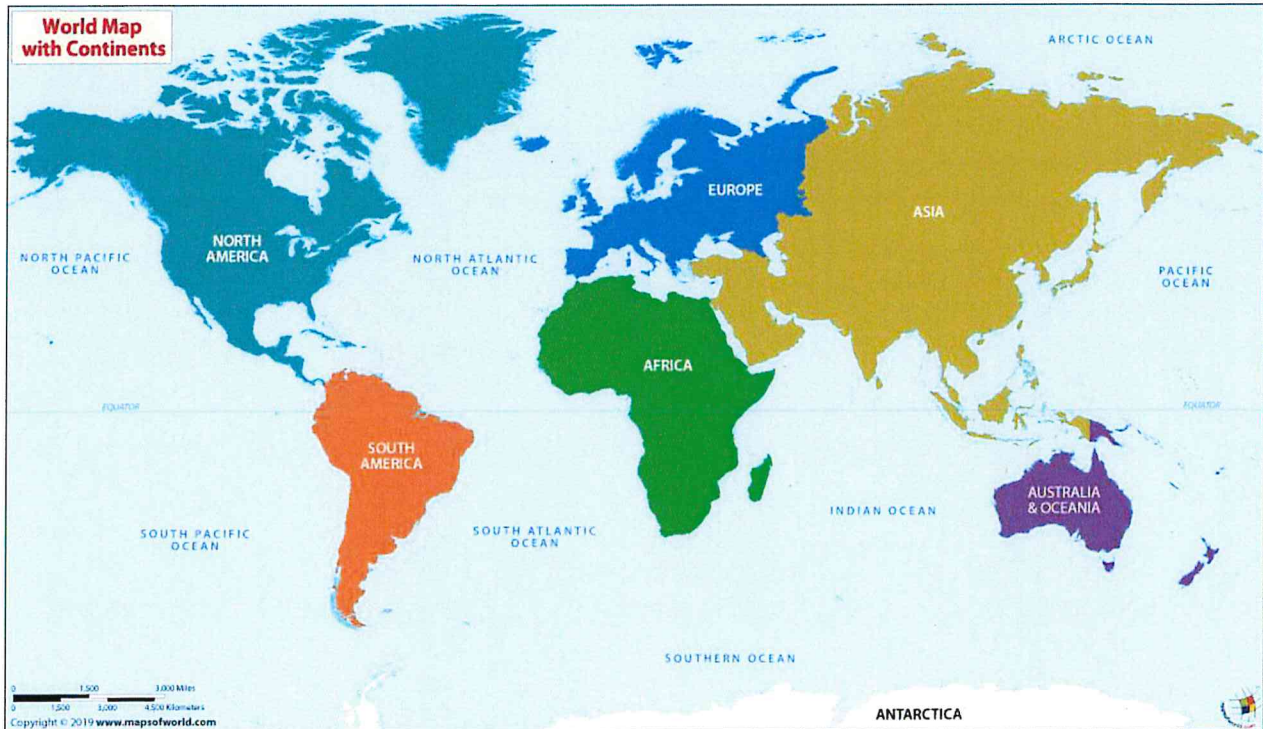 World Map
with Continents
ARCTIC OCEAN
EUROPE
ASIA
NORTH
AMERICA
NORTH PACIFIC
OCEAN
NORTH ATLANTIC
OCEAN
PACIFIC
OCEAN
AFRICA
EQUATOR
EQUATOR
SOUTH
AMERICA
AUSTRALIA
& OCEANIA
INDIAN OCEAN
SOUTH PACIFIC
OCEAN
SOUTH ATLANTIC
OCEAN
SOUTHERN OCEAN
0 1,500 3,000 Miles
0 1,500 3,000 4,500 Kilometers
Copyright © 2019 www.mapsofworld.com
ANTARCTICA